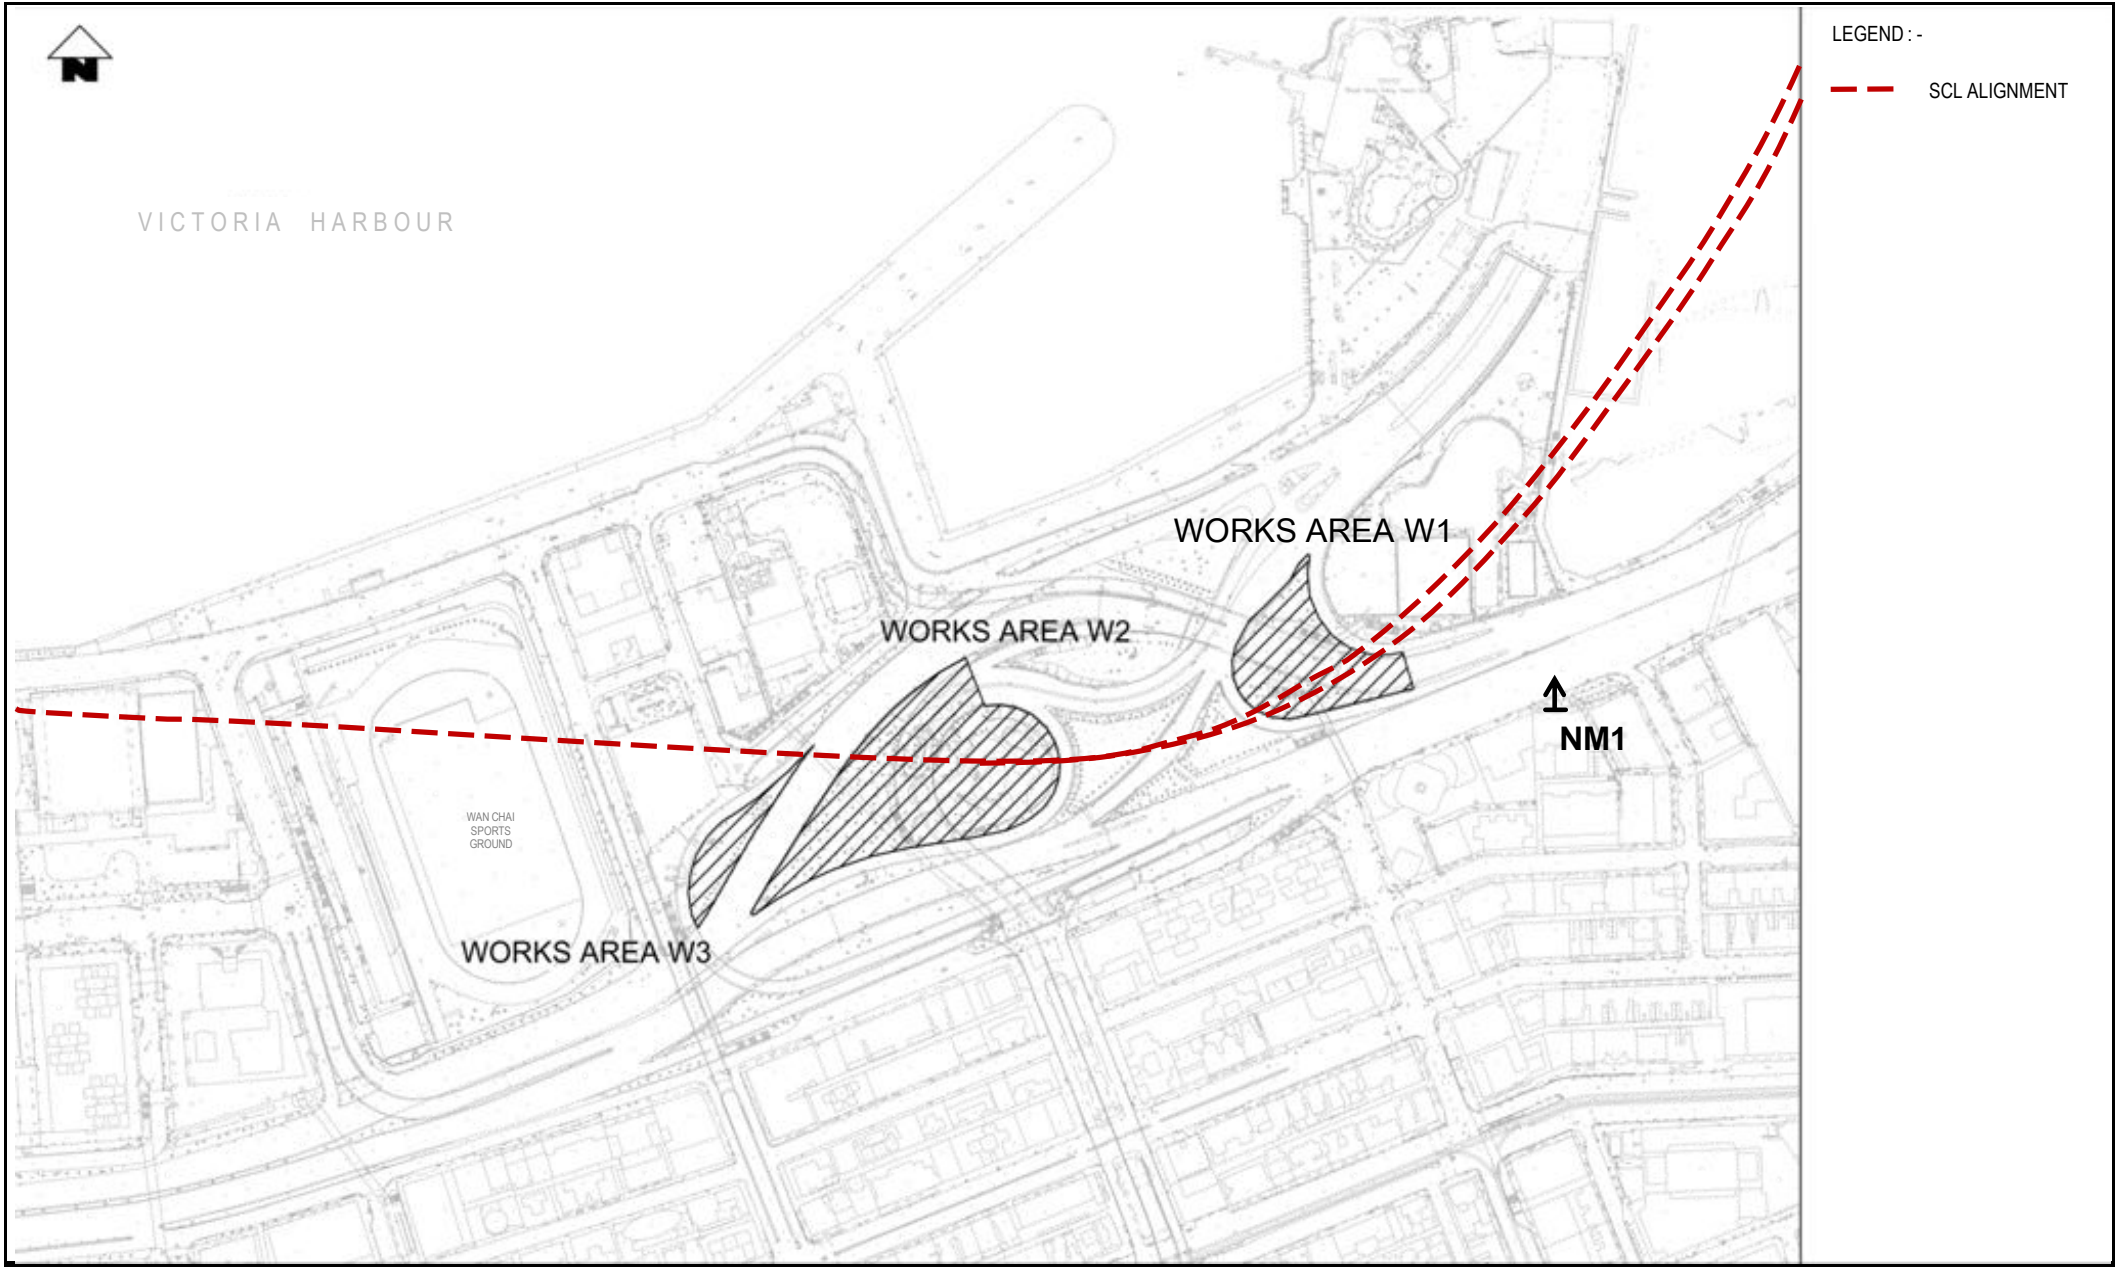 N
LEGEND : -
SCL ALIGNMENT
VICTORIA HARBOUR
WORKS AREA W1
WORKS AREA W2
NM1
WAN CHAI
SPORTS
GROUND
WORKS AREA W3